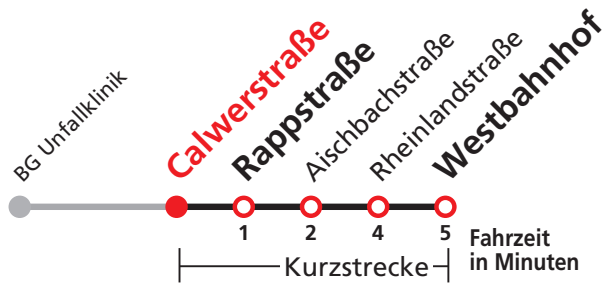 BG Unfallklinik
Calwerstraße
Rappstraße
Aischbachstraße
Rheinlandstraße
Westbahnhof
1 2 4 5
Fahrzeit
in Minuten
Kurzstrecke